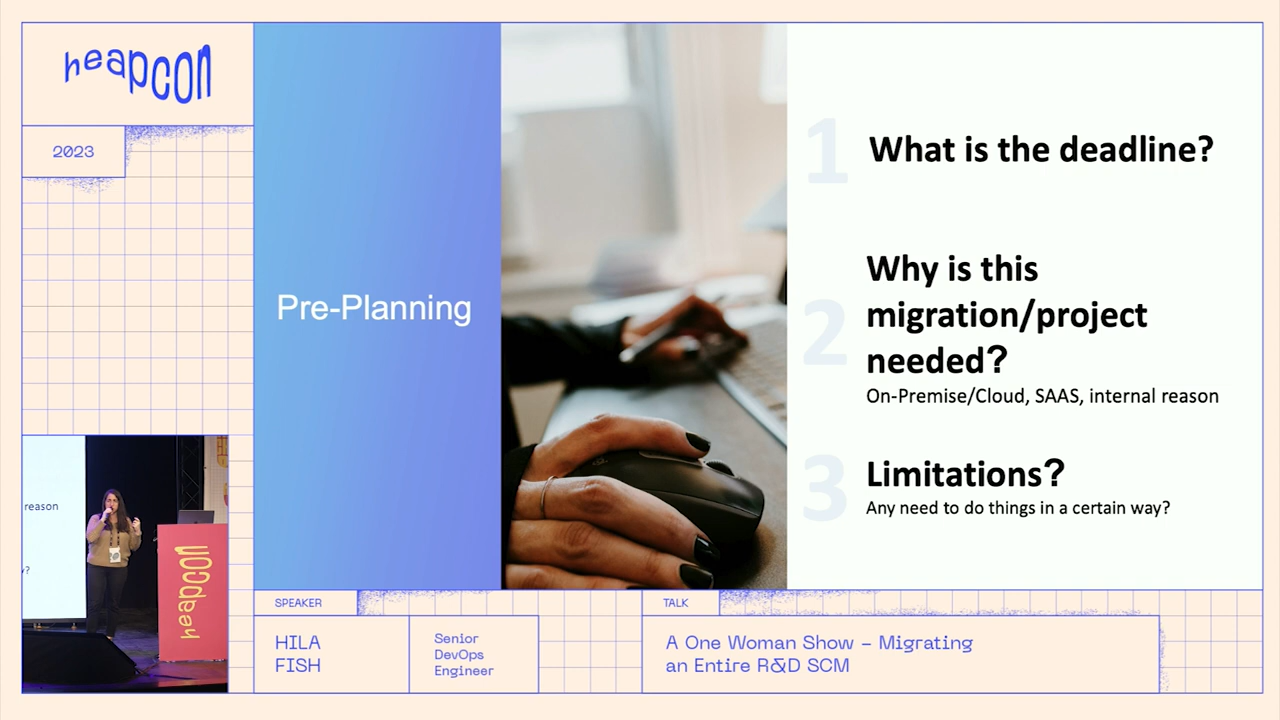 heapcon
2023
Pre-Planning
1
What is the deadline?
2
Why is this
migration/project
needed?
On-Premise/Cloud, SAAS, internal reason
3
Limitations?
Any need to do things in a certain way?
reason
?
heapcon
SPEAKER
HILA
FISH
Senior
DevOps
Engineer
TALK
A One Woman Show – Migrating
an Entire R&D SCM